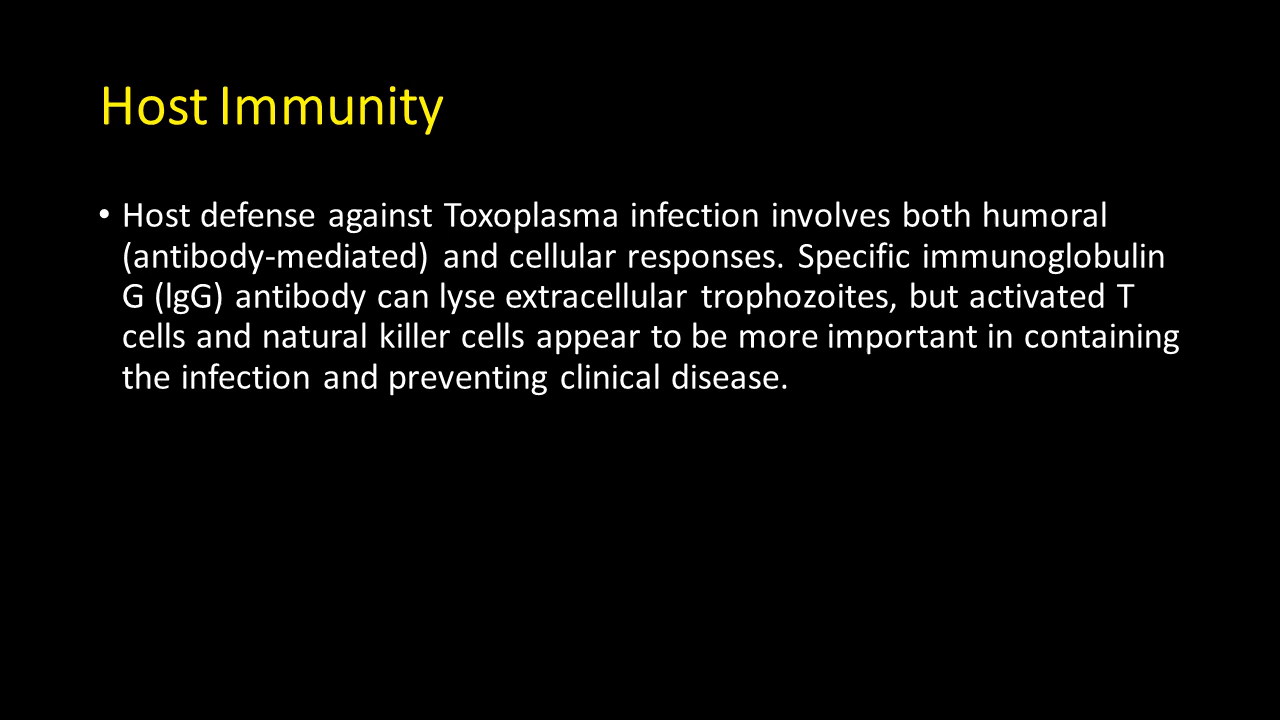 Host Immunity
• Host defense against Toxoplasma infection involves both humoral
(antibody-mediated) and cellular responses. Specific immunoglobulin
G (lgG) antibody can lyse extracellular trophozoites, but activated T
cells and natural killer cells appear to be more important in containing
the infection and preventing clinical disease.